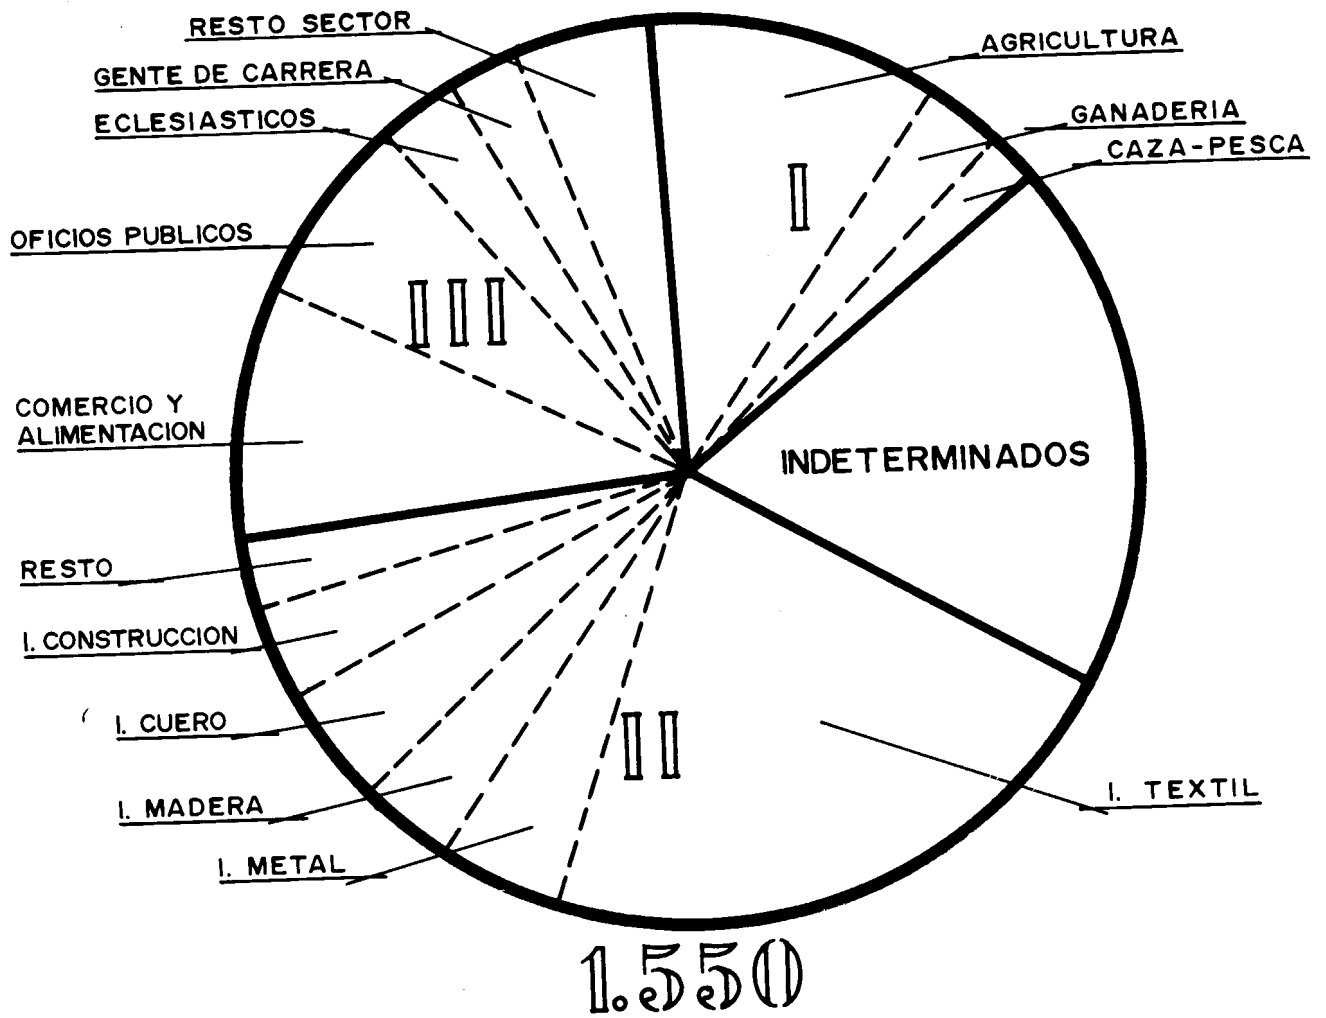 RESTO SECTOR
AGRICULTURA
GENTE DE CARRERA
GANADERIA
ECLESIASTICOS
CAZA-PESCA
I
OFICIOS PUBLICOS
III
COMERCIO Y
ALIMENTACION
INDETERMINADOS
RESTO
I. CONSTRUCCION
I. CUERO
II
I. TEXTIL
I. MADERA
I. METAL
1.550